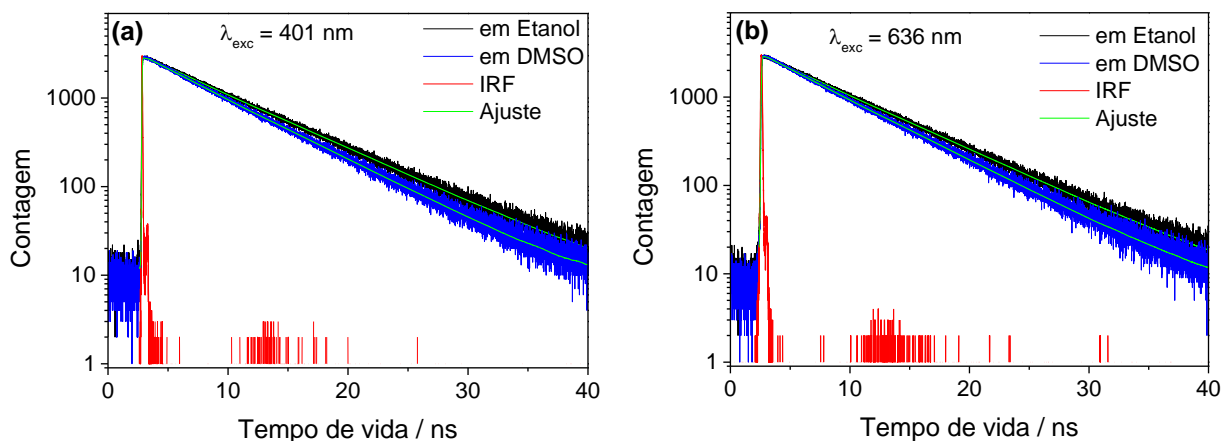 (a)
λexc = 401 nm
em Etanol
em DMSO
IRF
Ajuste
Contagem
1000
100
10
1
0 10 20 30 40
Tempo de vida / ns
(b)
λexc = 636 nm
em Etanol
em DMSO
IRF
Ajuste
Contagem
1000
100
10
1
0 10 20 30 40
Tempo de vida / ns